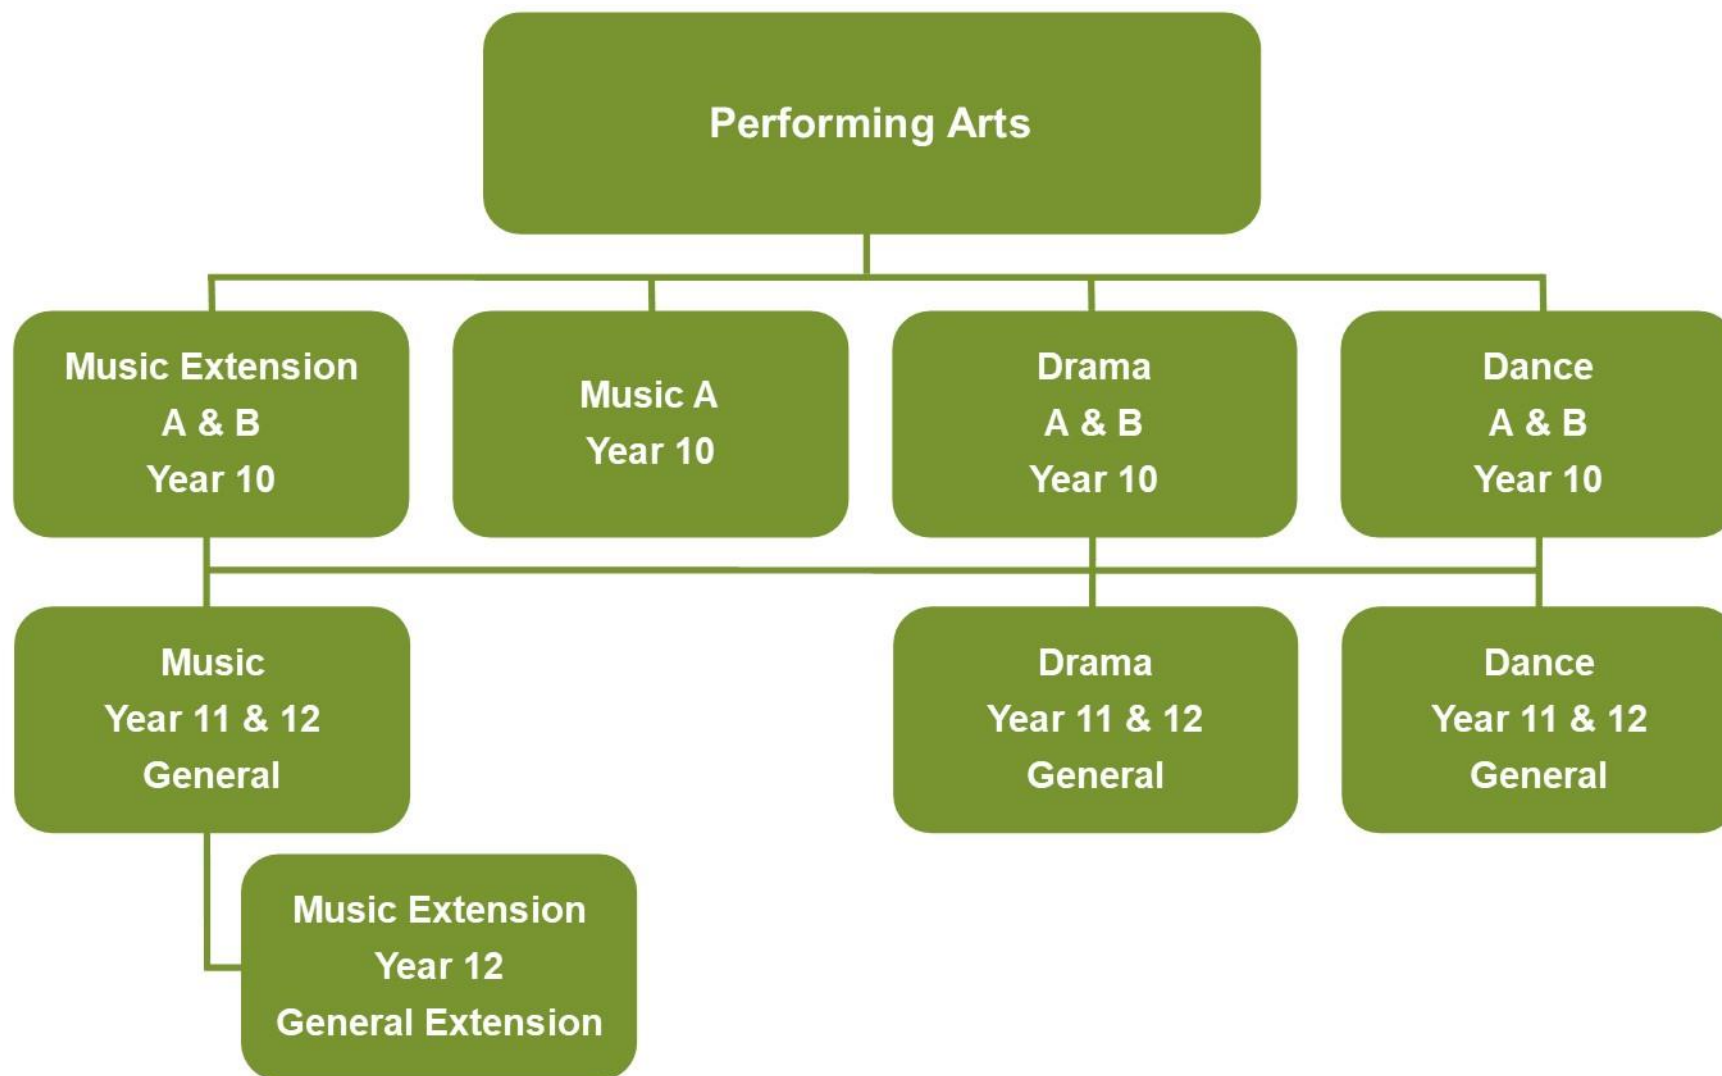 Performing Arts
Music Extension
A & B
Year 10
Music A
Year 10
Drama
A & B
Year 10
Dance
A & B
Year 10
Music
Year 11 & 12
General
Drama
Year 11 & 12
General
Dance
Year 11 & 12
General
Music Extension
Year 12
General Extension